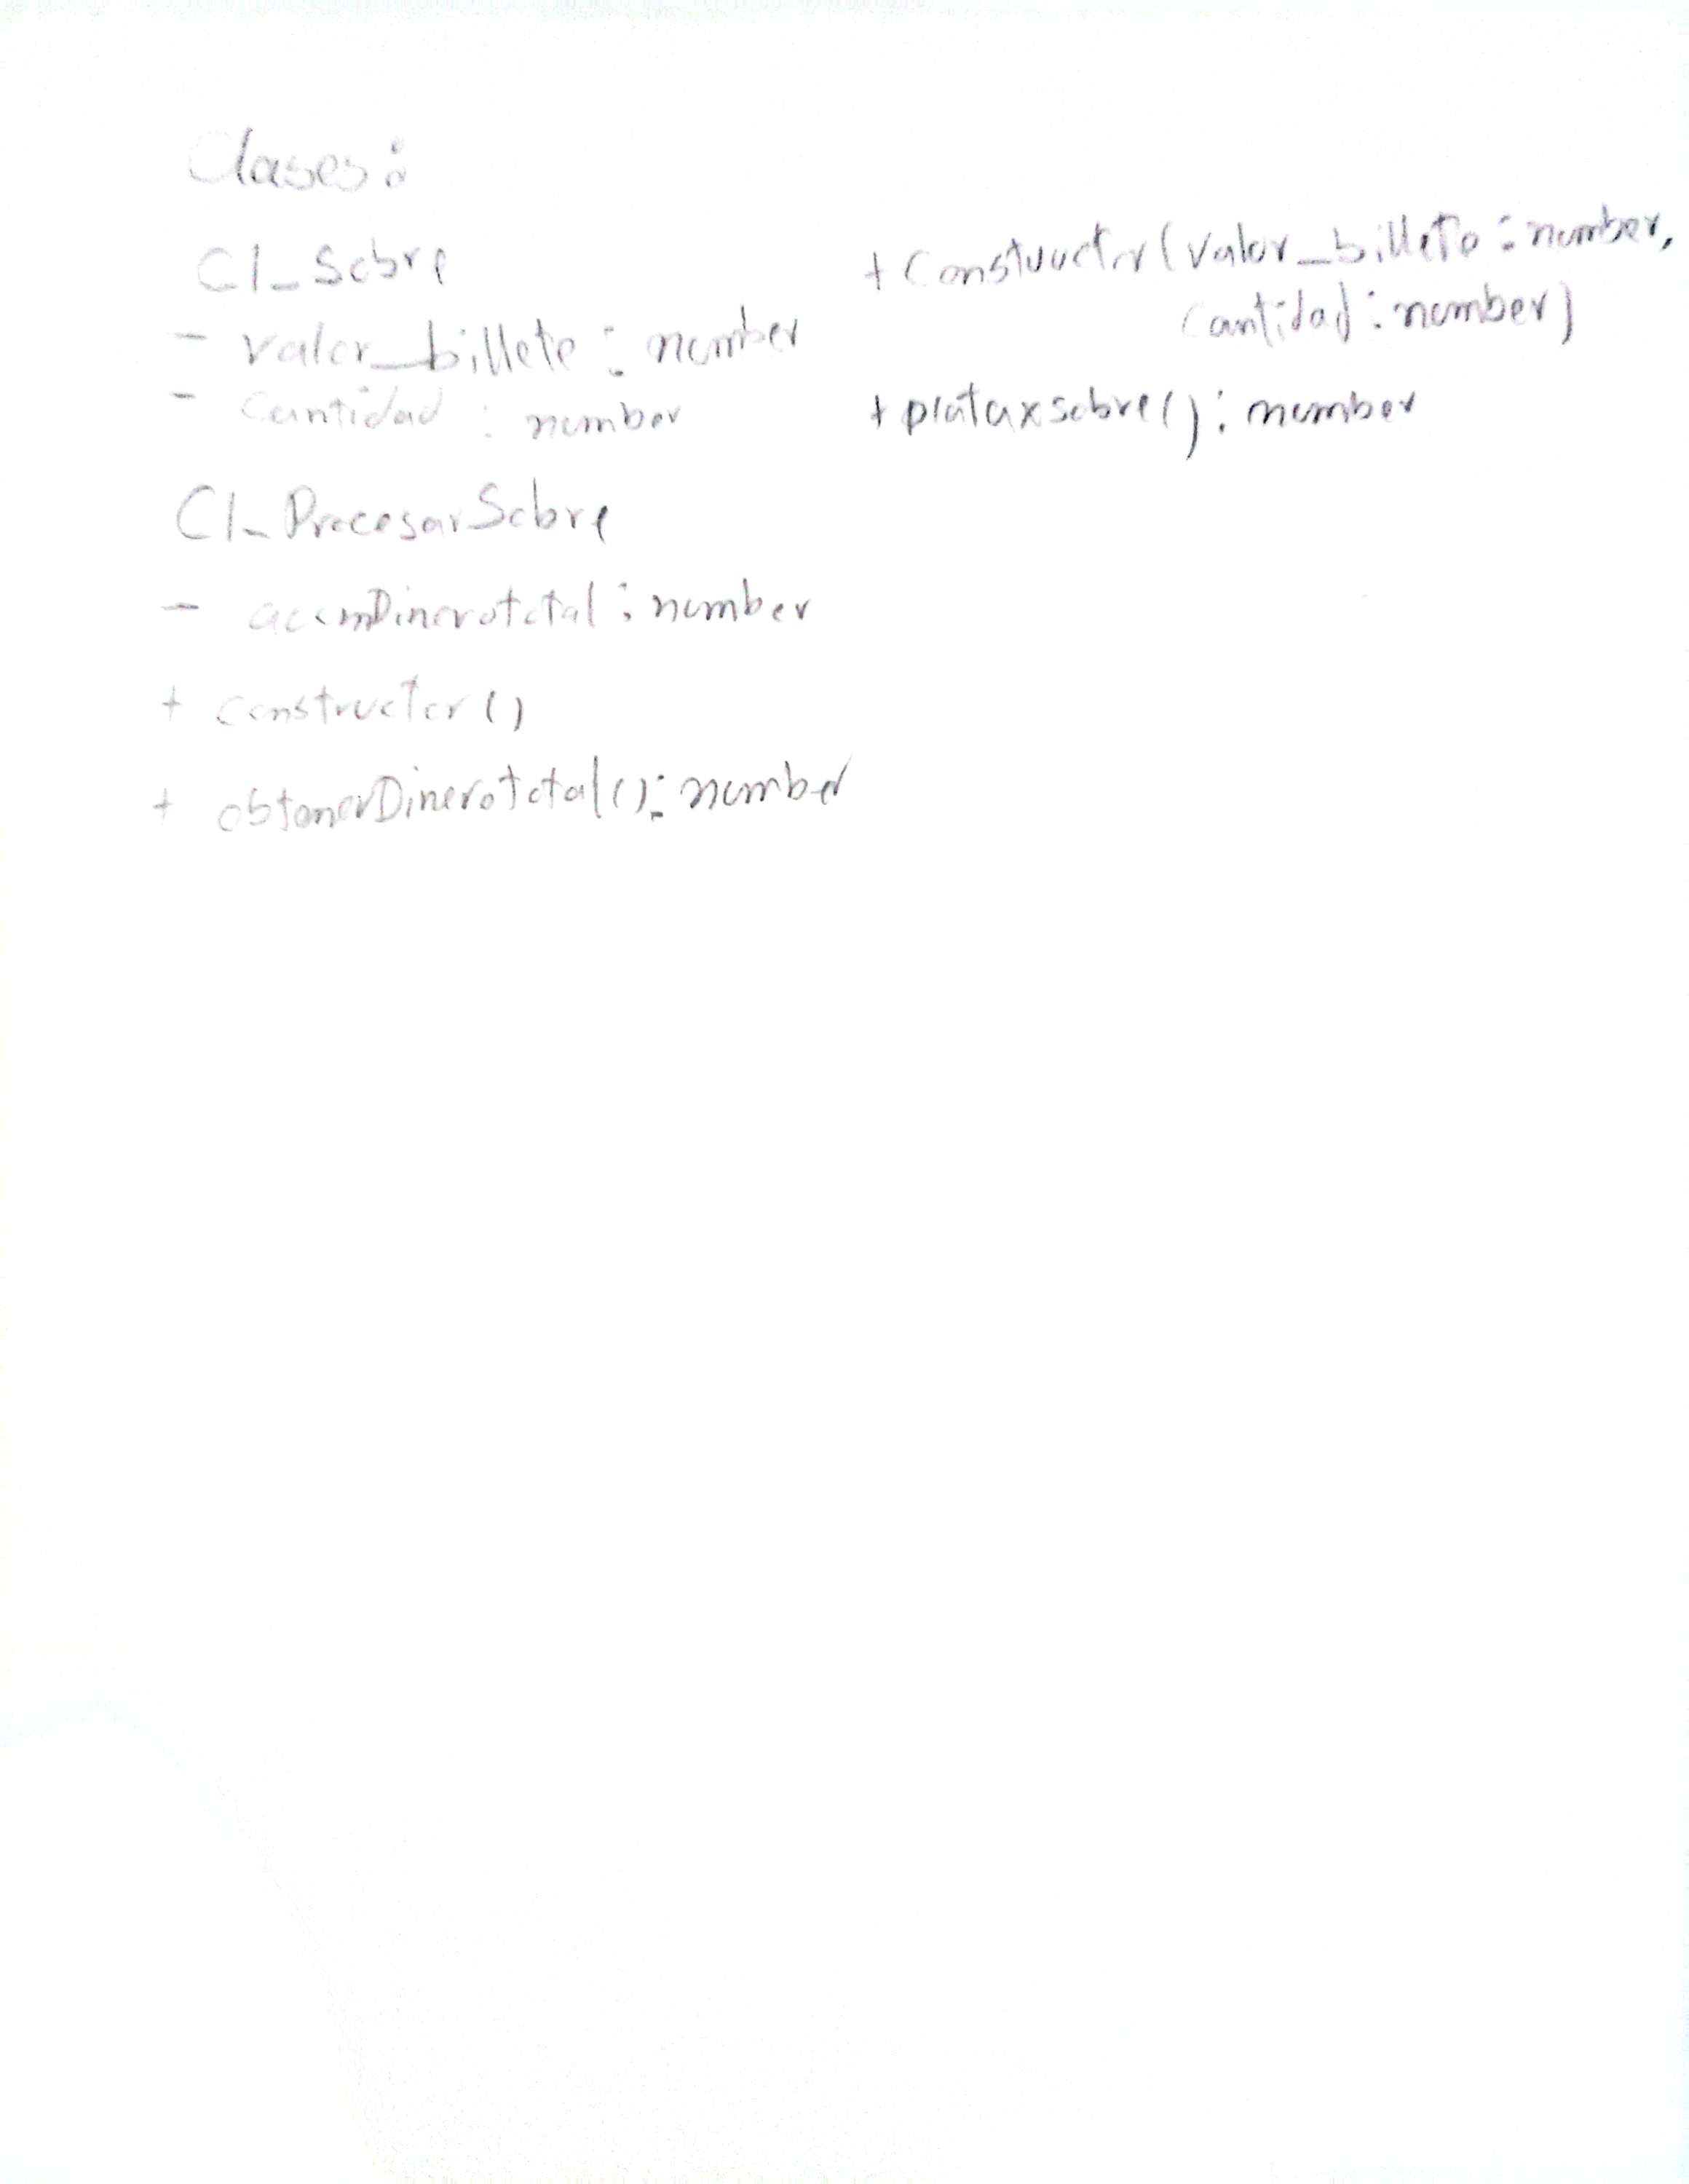 Clases:
Cl_Sobre
- valor_billete : number
- cantidad : number
+ Constuuctor(valor_billete : number,
cantidad : number)
+ plataxsobre() : number
Cl_ProcesarSobre
- acumDinerototal : number
+ constructor()
+ obtenerDinerototal() : number